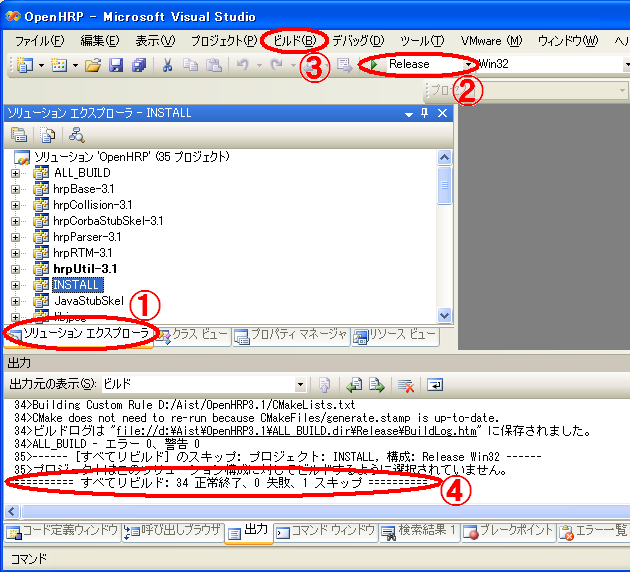 OpenHRP - Microsoft Visual Studio
ファイル(F) 編集(E) 表示(V) プロジェクト(P) ビルド(B) デバッグ(D) ツール(T) VMware (M) ウィンドウ(W) ヘル
③
Release Win32
②
ソリューション エクスプローラ - INSTALL
ソリューション 'OpenHRP' (35 プロジェクト)
ALL_BUILD
hrpBase-3.1
hrpCollision-3.1
hrpCorbaStubSkel-3.1
hrpParser-3.1
hrpRTM-3.1
hrpUtil-3.1
INSTALL
JavaStubSkel
①
libjpeg
ソリューション エクスプローラ クラス ビュー プロパティ マネージャ リソース ビュー
出力
出力元の表示(S): ビルド
34>Building Custom Rule D:/Aist/OpenHRP3.1/CMakeLists.txt
34>CMake does not need to re-run because CMakeFiles/generate.stamp is up-to-date.
34>ビルドログは "file://d:\Aist\OpenHRP3.1\ALL_BUILD.dir\Release\BuildLog.htm" に保存されました。
34>ALL_BUILD - エラー 0、警告 0
35>------ [すべてリビルド] のスキップ: プロジェクト: INSTALL, 構成: Release Win32 ------
35>プロジェクトはこのソリューション構成に対してビルドするように選択されていません。
========== すべてリビルド: 34 正常終了、0 失敗、1 スキップ ==========
④
コード定義ウィンドウ 呼び出しブラウザ 出力 コマンド ウィンドウ 検索結果 1 ブレークポイント エラー一覧
コマンド